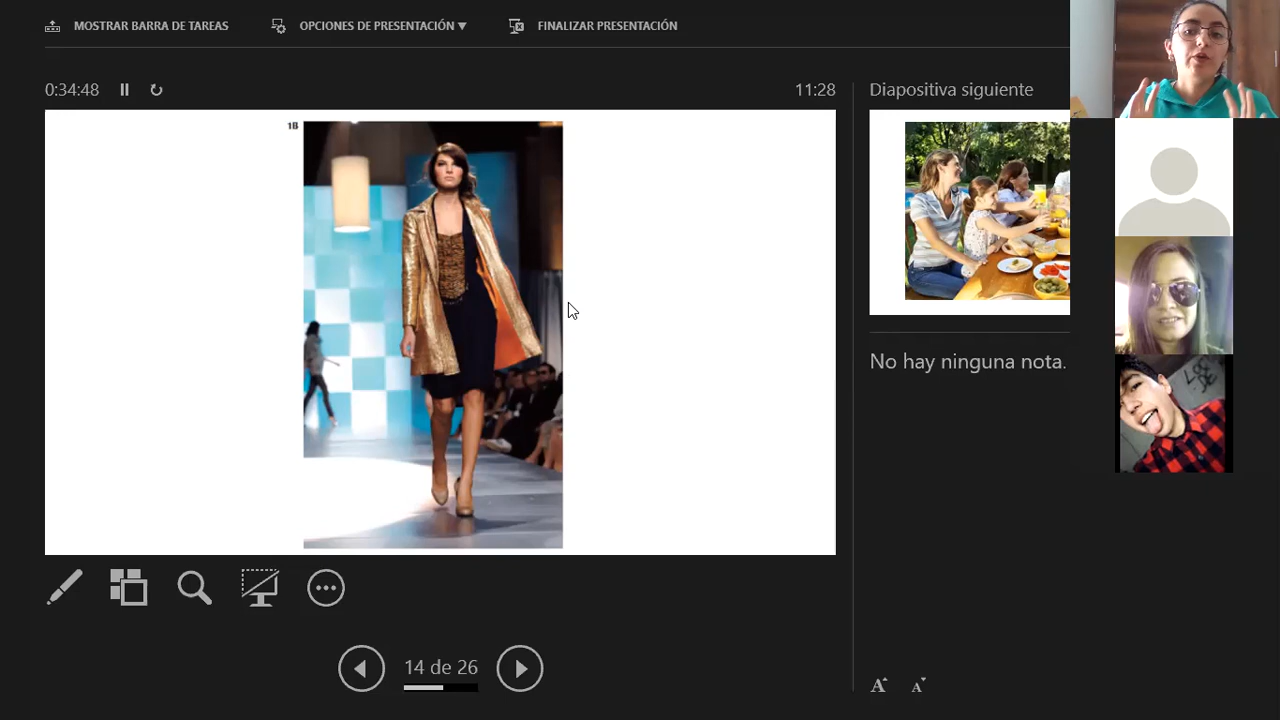 MOSTRAR BARRA DE TAREAS
OPCIONES DE PRESENTACIÓN ▼
FINALIZAR PRESENTACIÓN
0:34:48
11:28
Diapositiva siguiente
1B
No hay ninguna nota.
14 de 26
A A